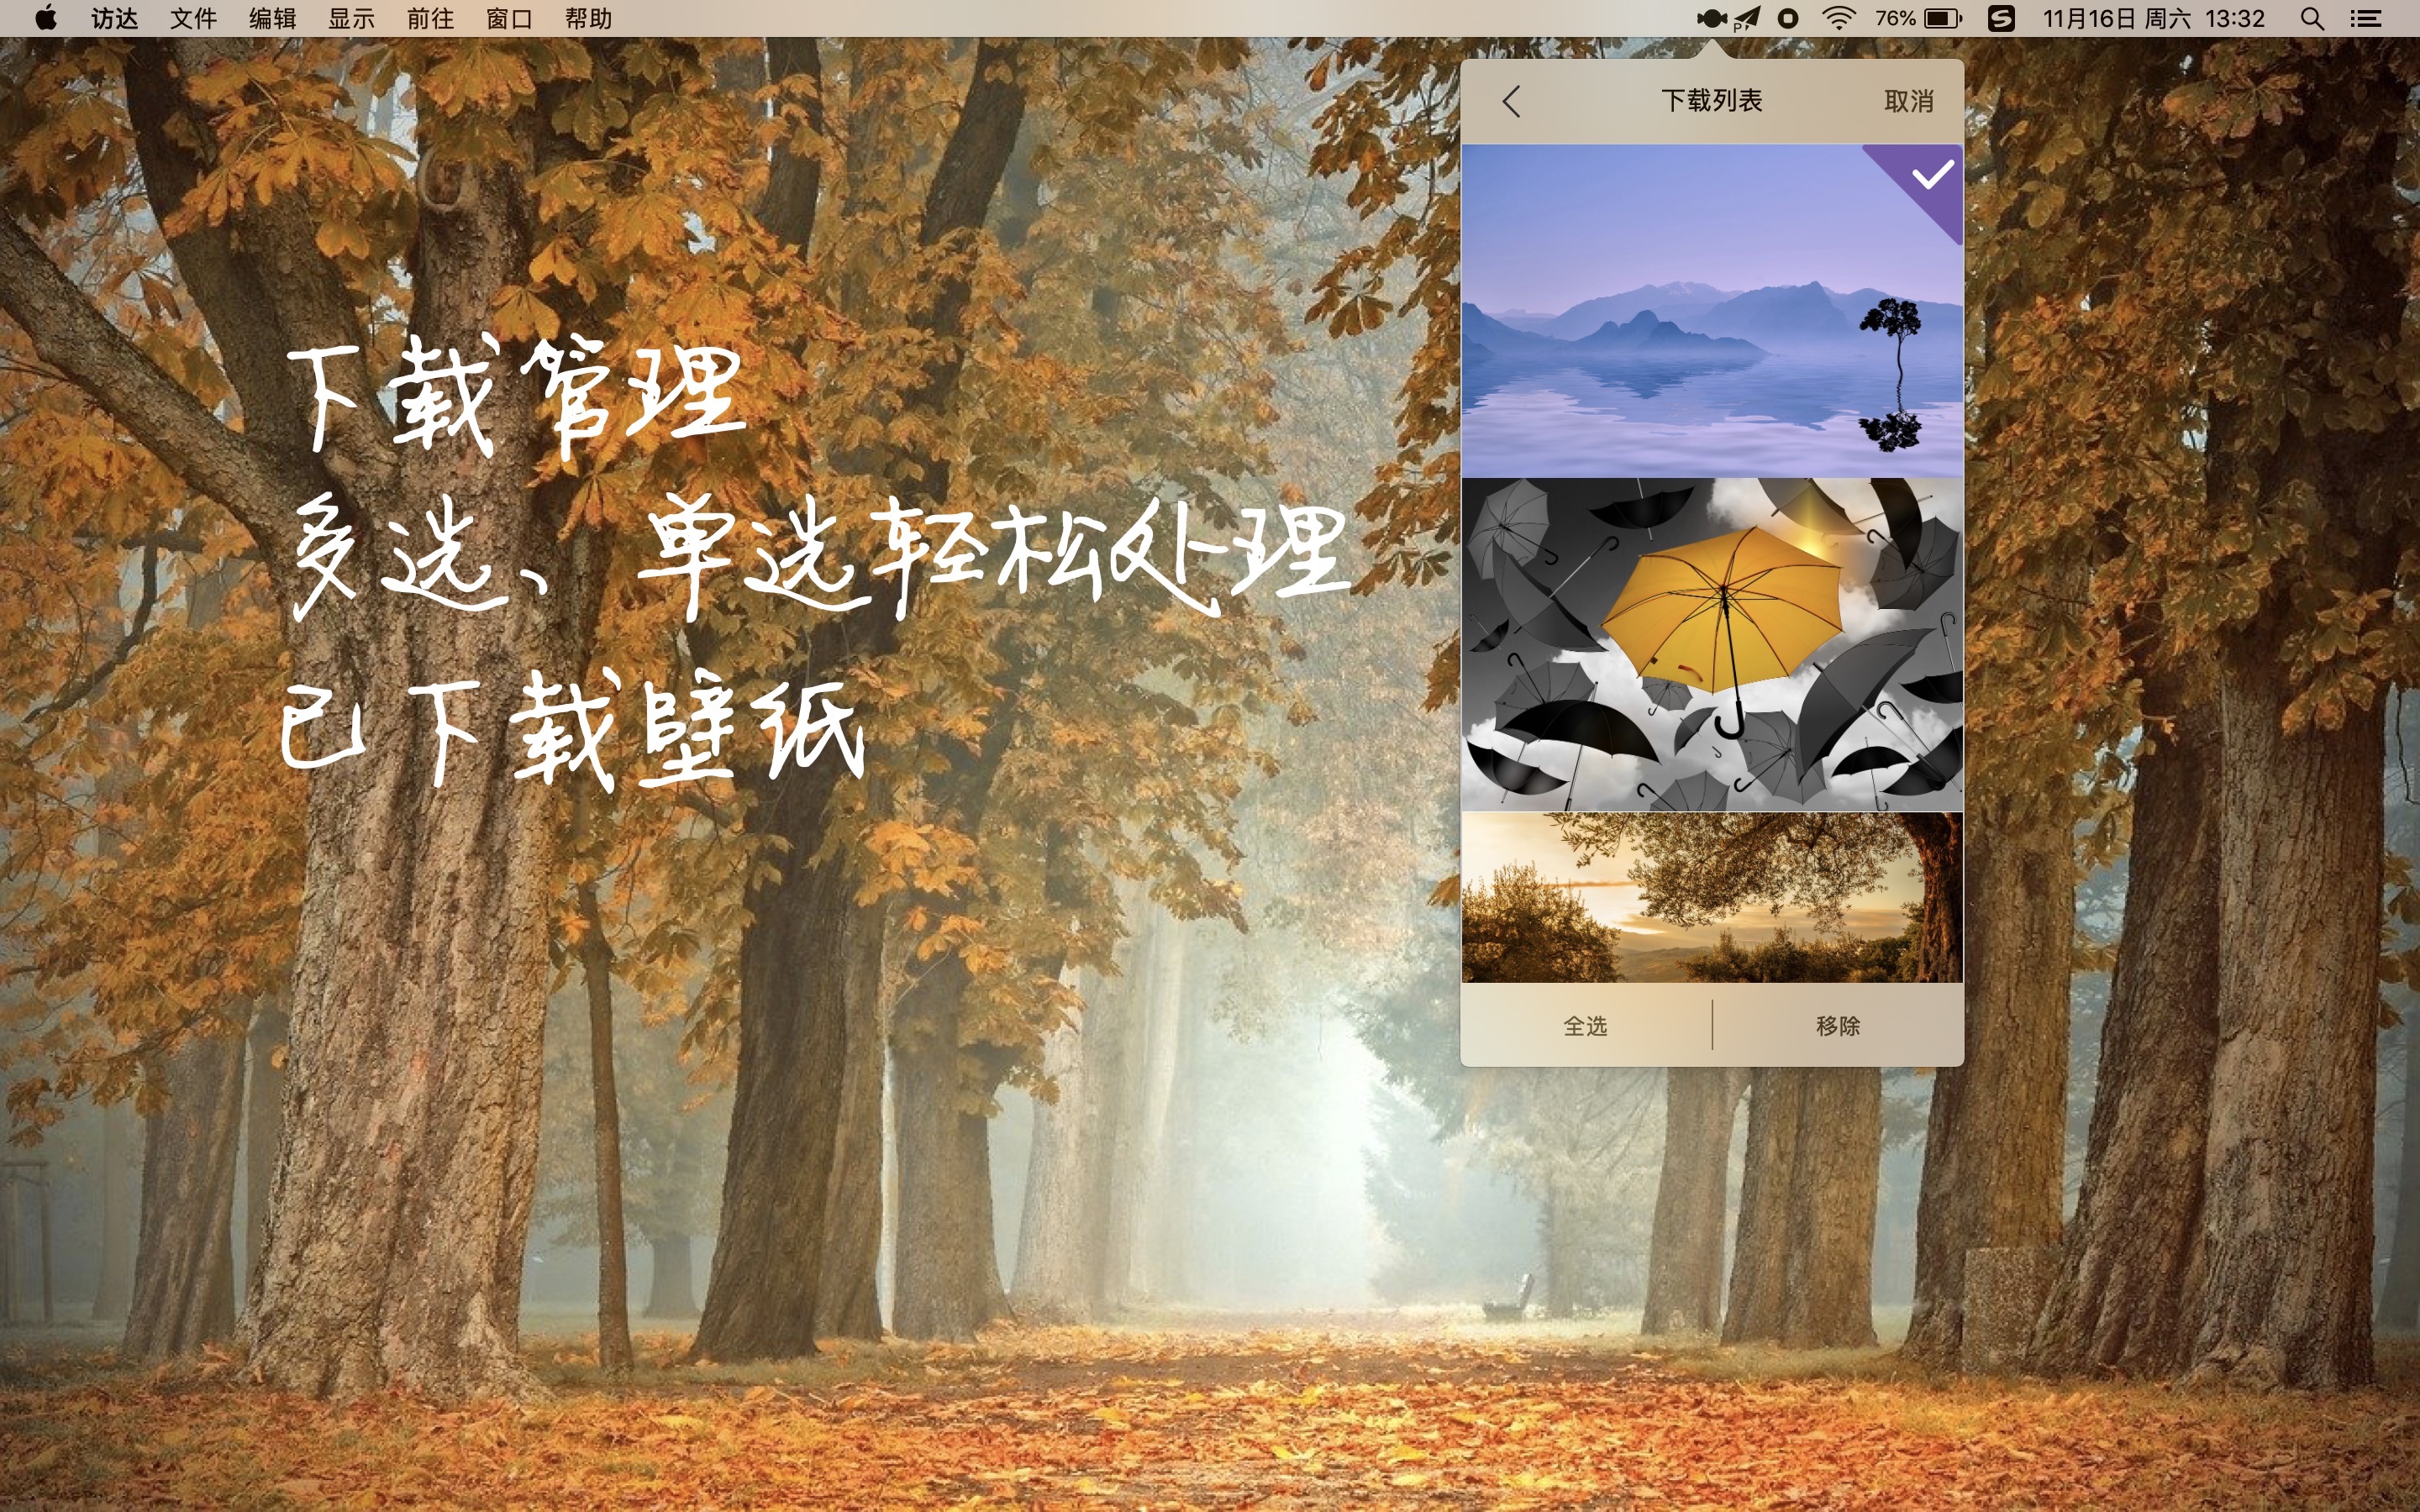 访达 文件 编辑 显示 前往 窗口 帮助 76% 11月16日 周六 13:32
下载列表 取消
下载管理
多选、单选轻松处理
已下载壁纸
全选 移除